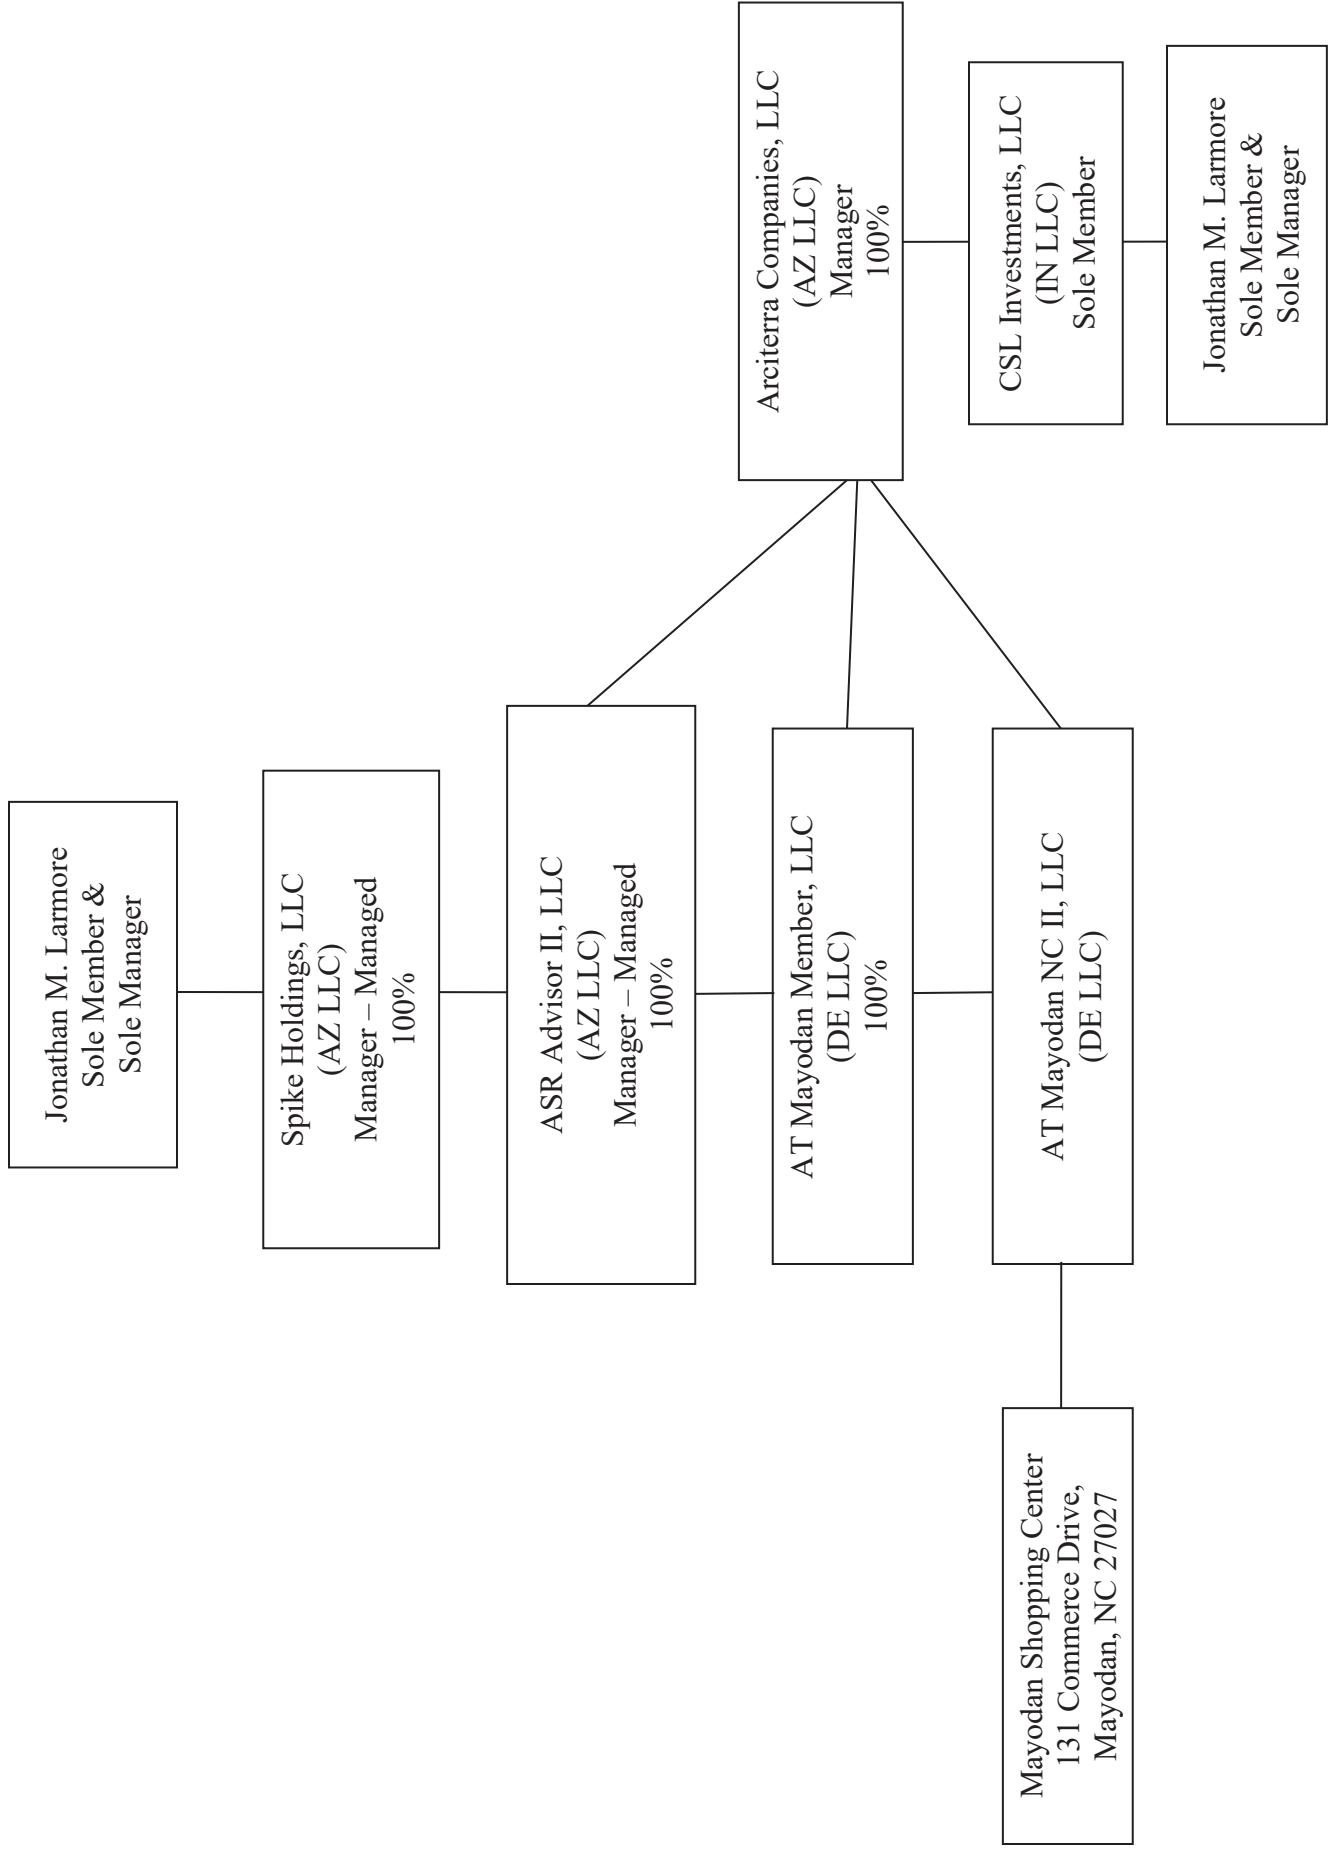 Jonathan M. Larmore
Sole Member &
Sole Manager
Spike Holdings, LLC
(AZ LLC)
Manager – Managed
100%
ASR Advisor II, LLC
(AZ LLC)
Manager – Managed
100%
AT Mayodan Member, LLC
(DE LLC)
100%
AT Mayodan NC II, LLC
(DE LLC)
Mayodan Shopping Center
131 Commerce Drive,
Mayodan, NC 27027
Arciterra Companies, LLC
(AZ LLC)
Manager
100%
CSL Investments, LLC
(IN LLC)
Sole Member
Jonathan M. Larmore
Sole Member &
Sole Manager